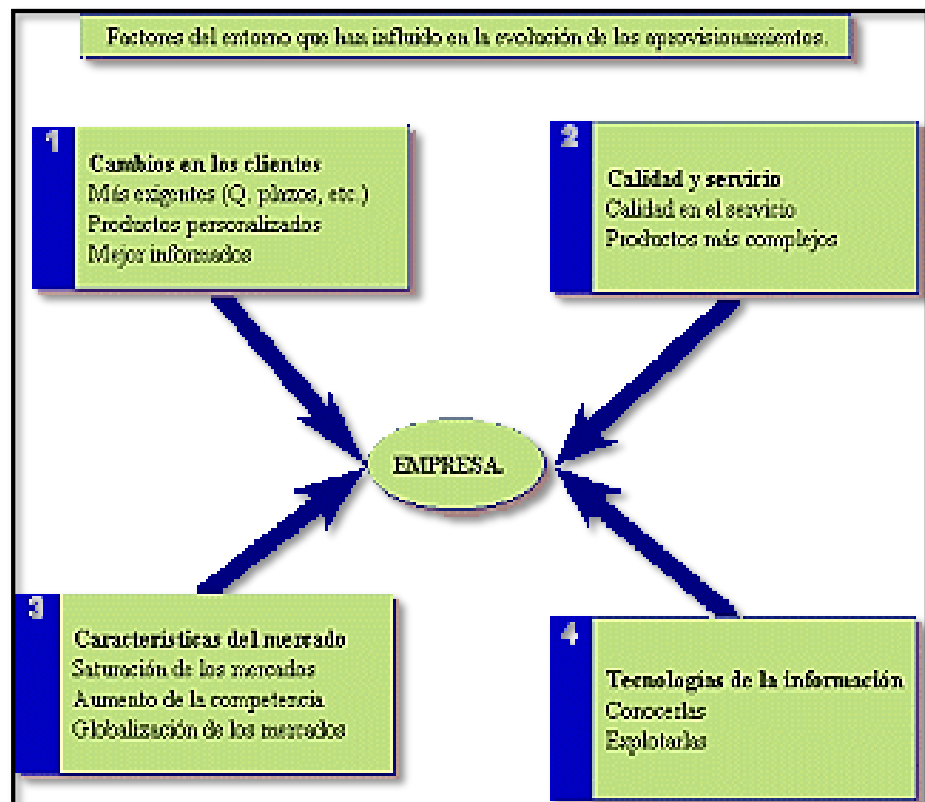 Factores del entorno que han influido en la evolución de los aprovisionamientos.
1
Cambios en los clientes
Más exigentes (Q. plazos, etc.)
Productos personalizados
Mejor informados
2
Calidad y servicio
Calidad en el servicio
Productos más complejos
EMPRESA.
3
Características del mercado
Saturación de los mercados
Aumento de la competencia
Globalización de los mercados
4
Tecnologías de la información
Conocerlas
Explotarlas